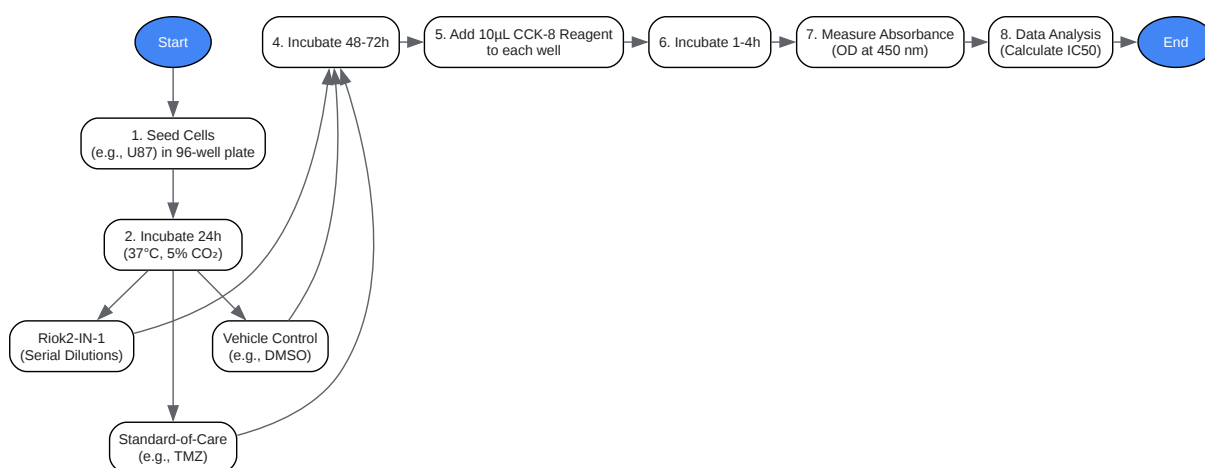 Start
1. Seed Cells
(e.g., U87) in 96-well plate
2. Incubate 24h
(37°C, 5% CO₂)
Riok2-IN-1
(Serial Dilutions)
Vehicle Control
(e.g., DMSO)
Standard-of-Care
(e.g., TMZ)
4. Incubate 48-72h
5. Add 10µL CCK-8 Reagent
to each well
6. Incubate 1-4h
7. Measure Absorbance
(OD at 450 nm)
8. Data Analysis
(Calculate IC50)
End